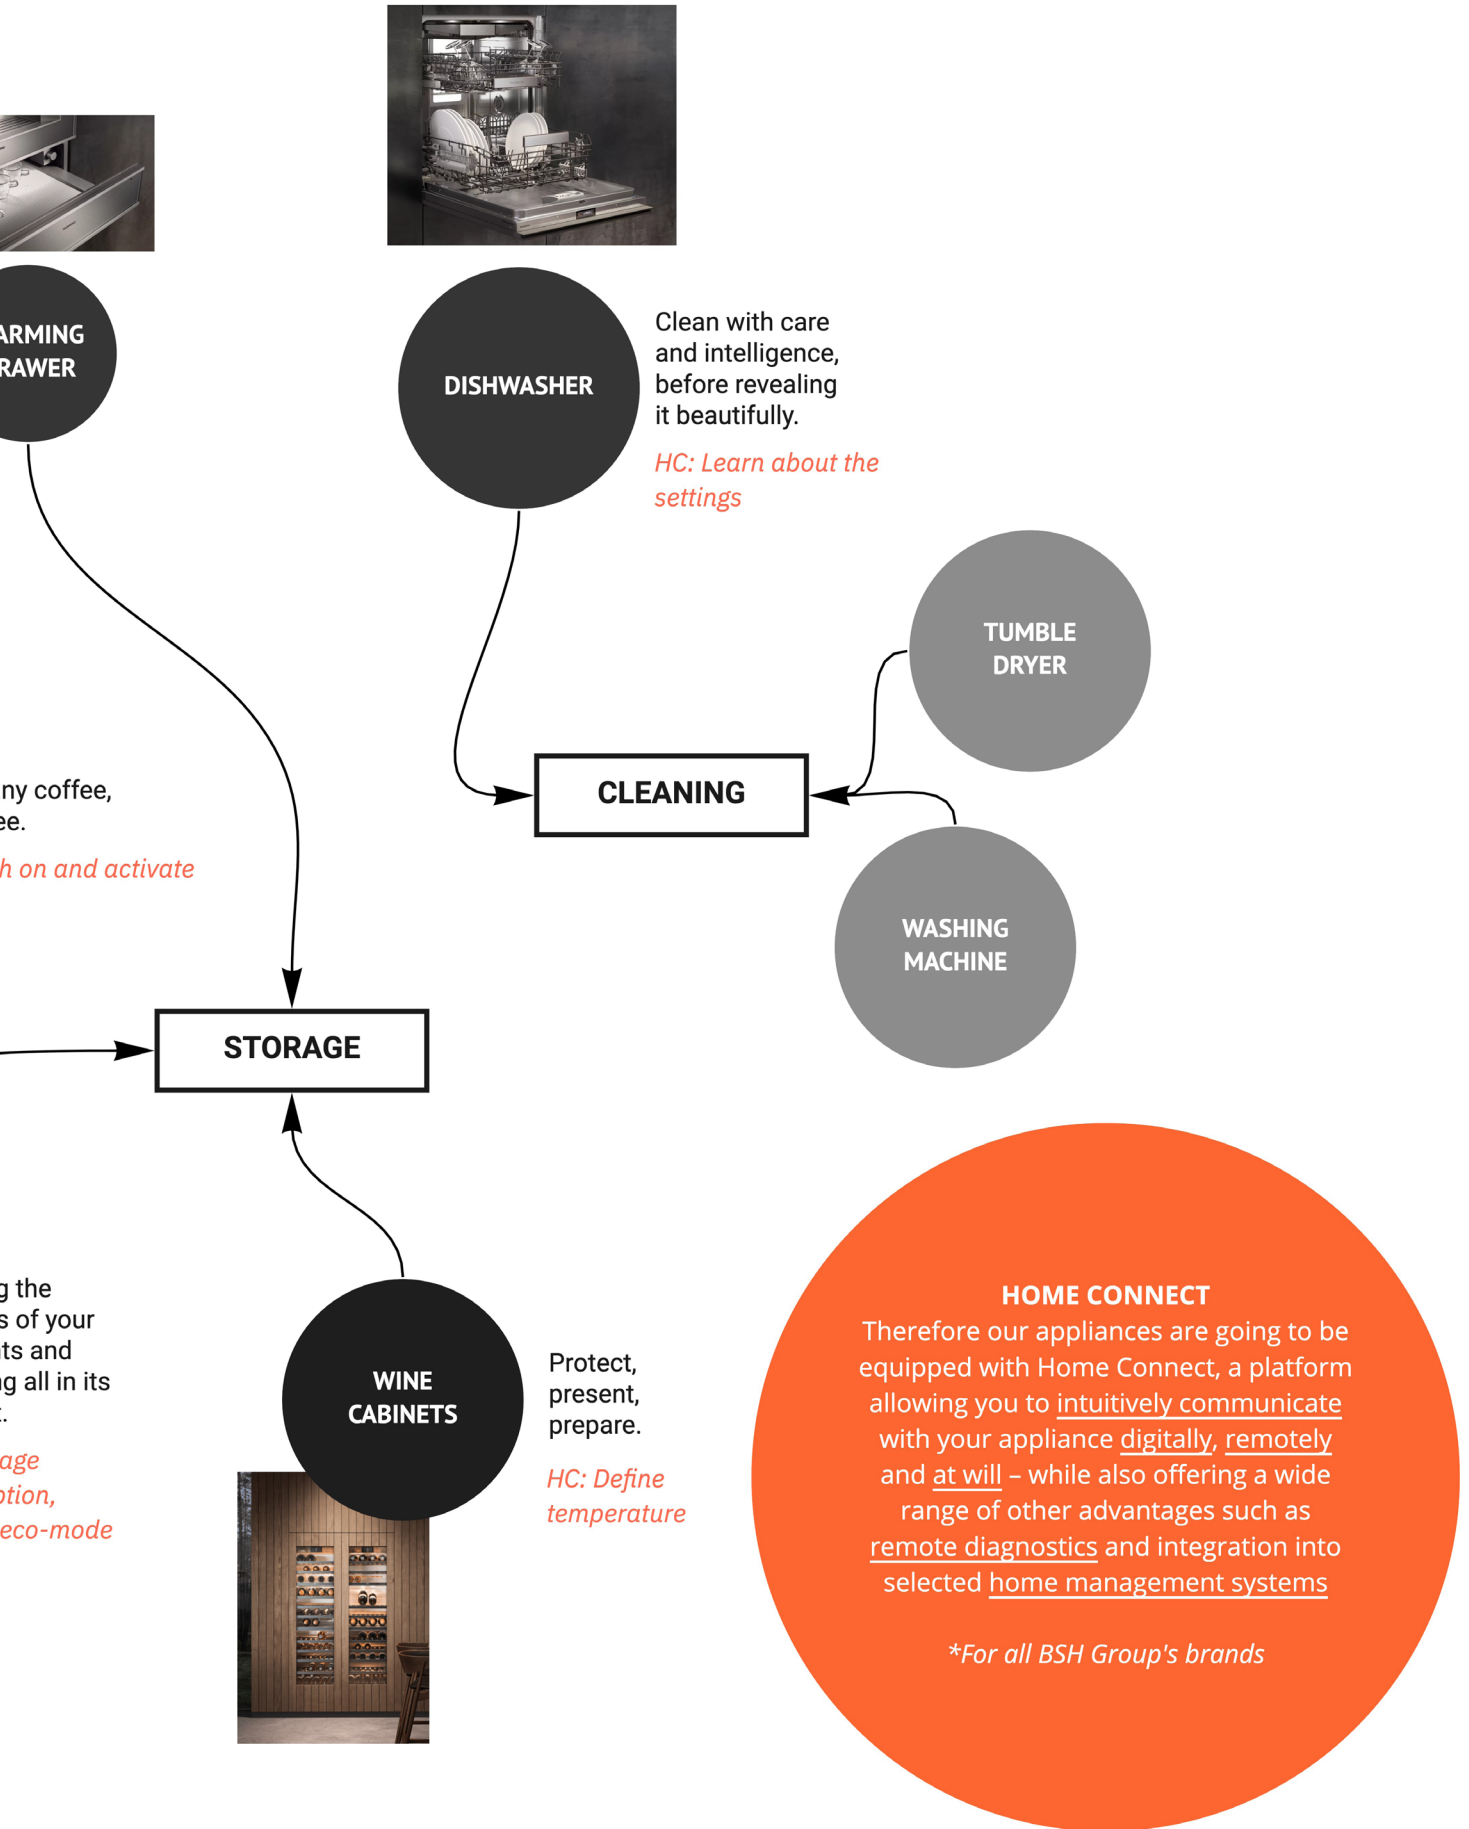 ARMING
RAWER
DISHWASHER
Clean with care
and intelligence,
before revealing
it beautifully.
HC: Learn about the
settings
TUMBLE
DRYER
CLEANING
WASHING
MACHINE
ny coffee,
ee.
h on and activate
STORAGE
g the
s of your
ts and
g all in its
t.
age
ption,
eco-mode
WINE
CABINETS
Protect,
present,
prepare.
HC: Define
temperature
HOME CONNECT
Therefore our appliances are going to be
equipped with Home Connect, a platform
allowing you to intuitively communicate
with your appliance digitally, remotely
and at will – while also offering a wide
range of other advantages such as
remote diagnostics and integration into
selected home management systems
*For all BSH Group's brands